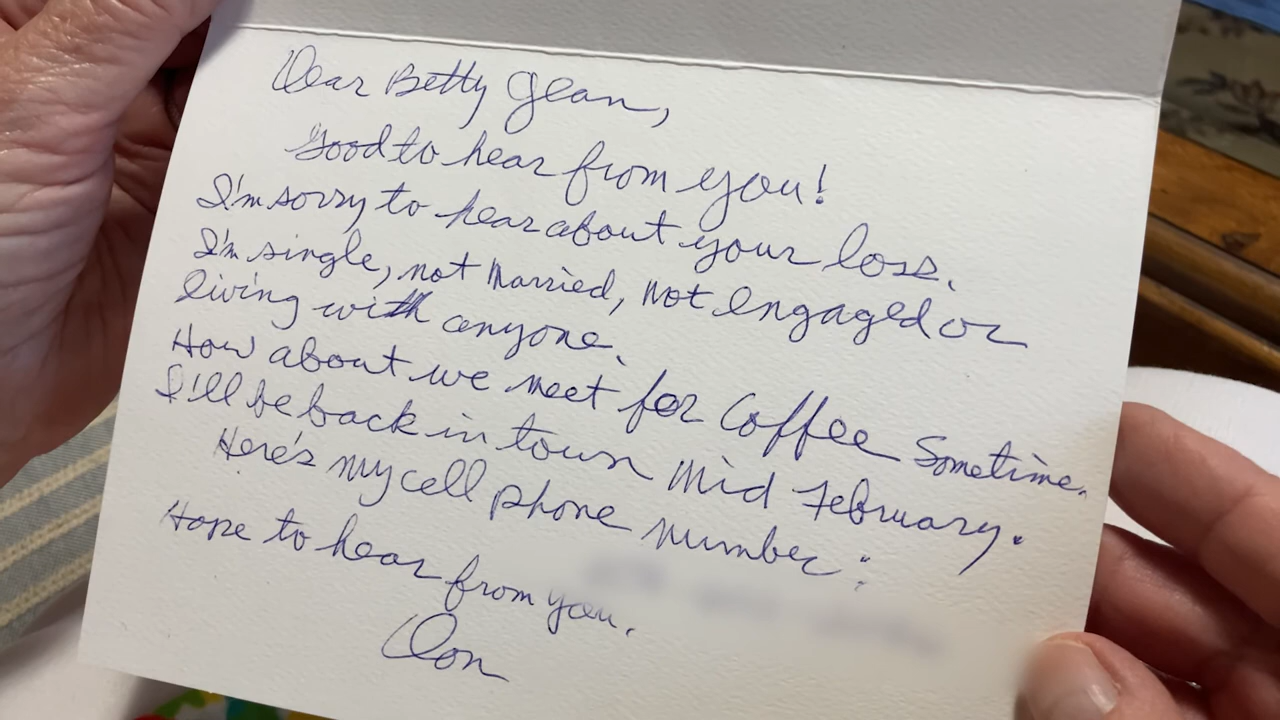 Dear Betty Jean,
Good to hear from you!
I'm sorry to hear about your loss.
I'm single, not Married, Not engaged or
living with anyone.
How about we meet for Coffee Sometime.
I'll be back in town Mid February.
Here's my cell phone number:
Hope to hear from you.
Don